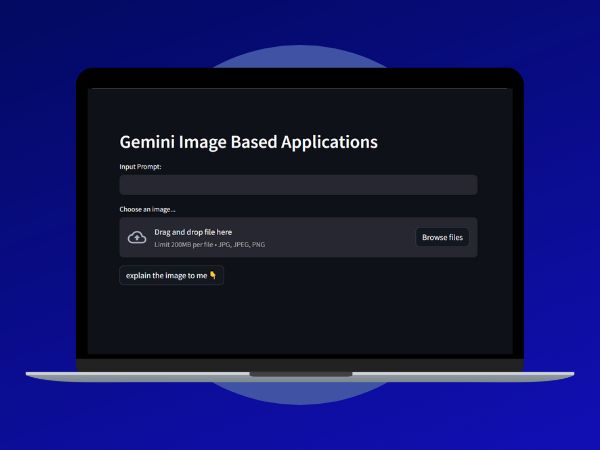 Gemini Image Based Applications
Input Prompt:
Choose an image...
Drag and drop file here
Limit 200MB per file • JPG, JPEG, PNG
Browse files
explain the image to me 👇